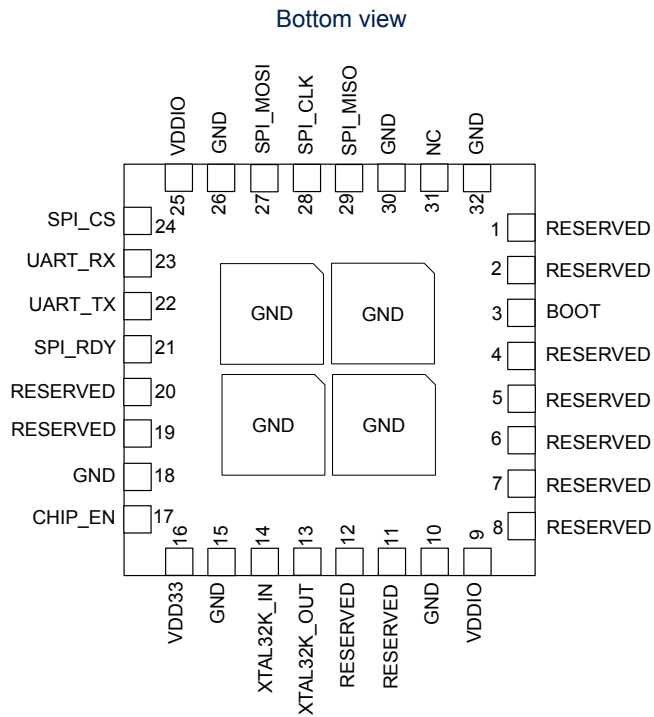 Bottom view
VDDIO
GND
SPI_MOSI
SPI_CLK
SPI_MISO
GND
NC
GND
25
26
27
28
29
30
31
32
SPI_CS 24
UART_RX 23
UART_TX 22
SPI_RDY 21
RESERVED 20
RESERVED 19
GND 18
CHIP_EN 17
GND
GND
GND
GND
1 RESERVED
2 RESERVED
3 BOOT
4 RESERVED
5 RESERVED
6 RESERVED
7 RESERVED
8 RESERVED
16
15
14
13
12
11
10
9
VDD33
GND
XTAL32K_IN
XTAL32K_OUT
RESERVED
RESERVED
GND
VDDIO